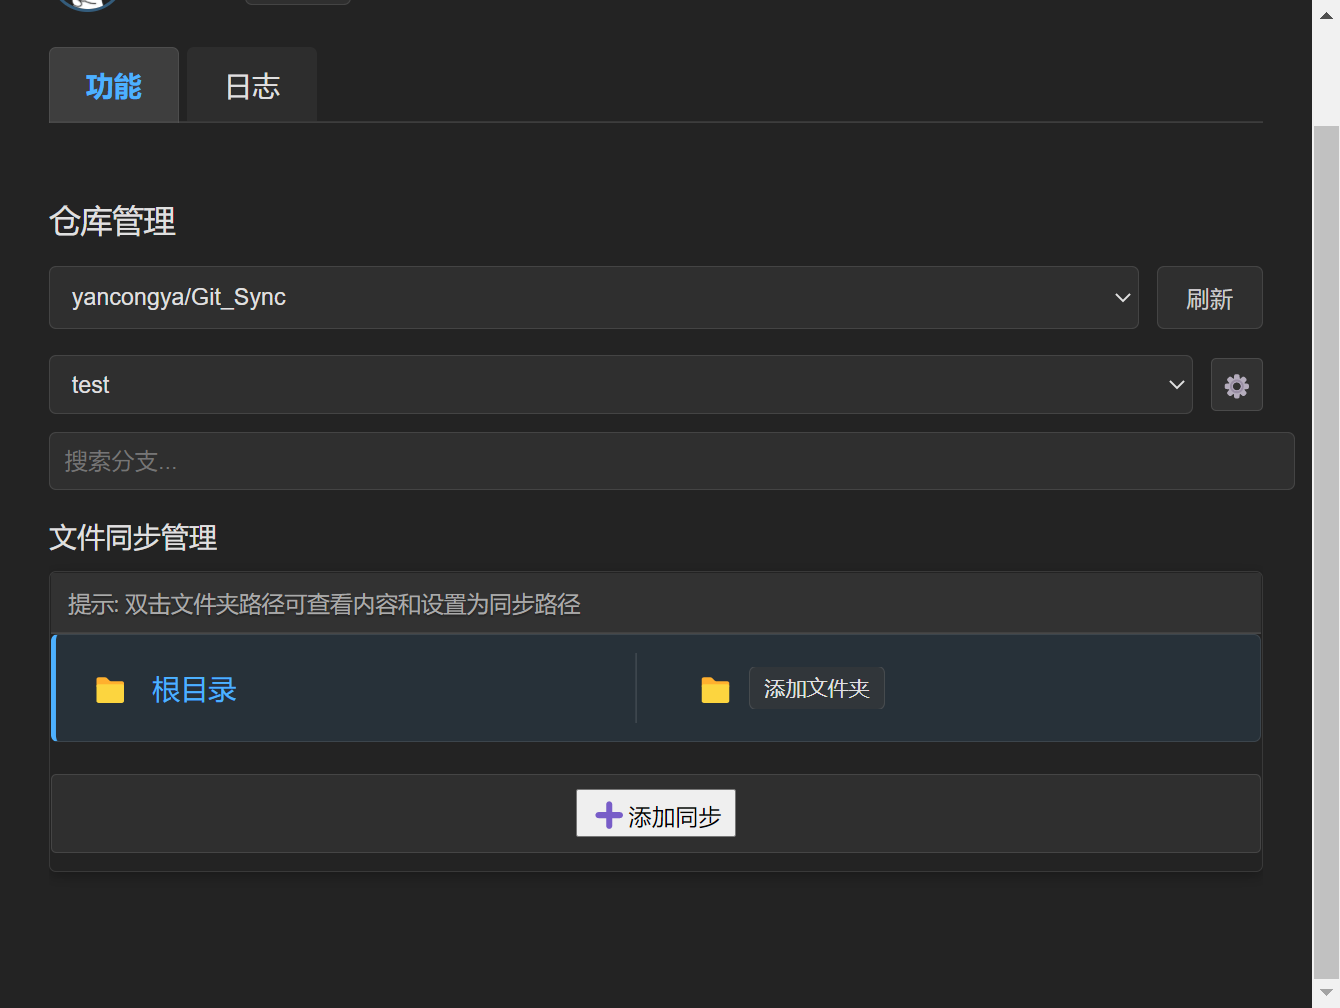 功能 日志
仓库管理
yancongya/Git_Sync 刷新
test
搜索分支...
文件同步管理
提示: 双击文件夹路径可查看内容和设置为同步路径
根目录 添加文件夹
添加同步